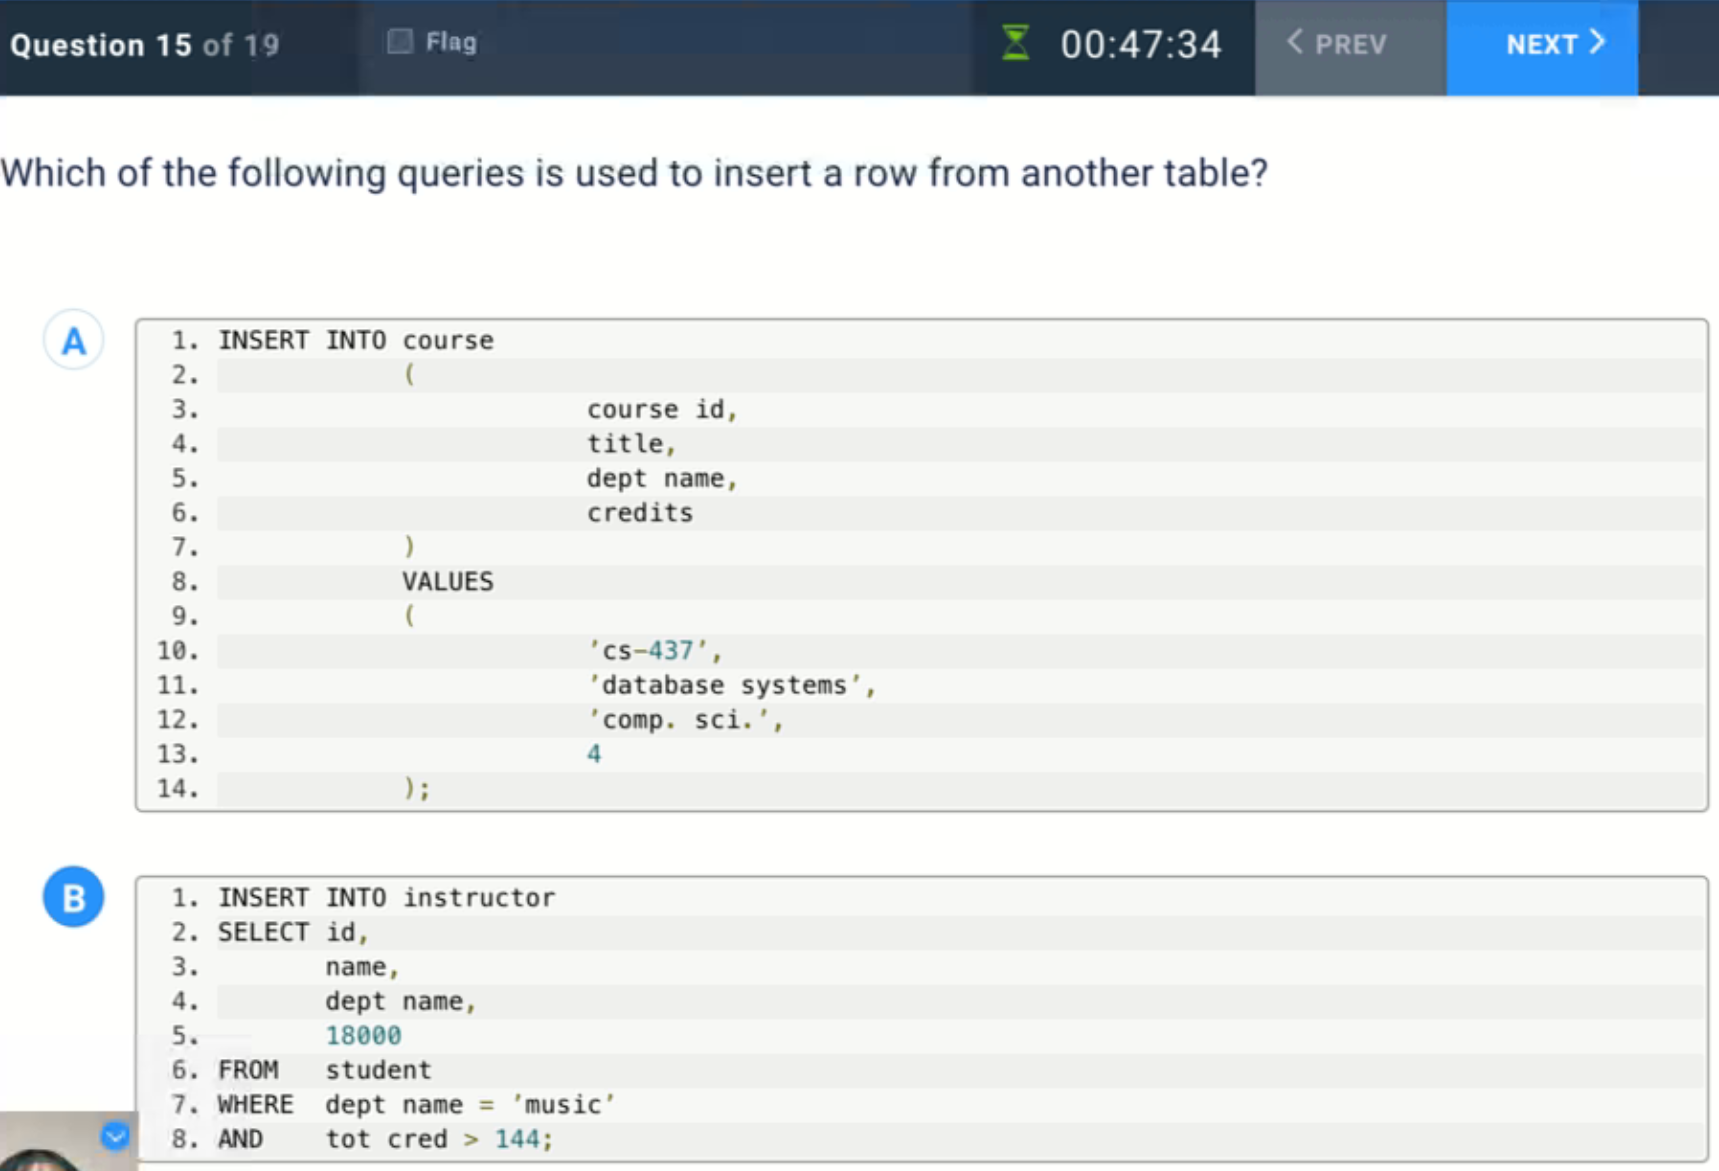 Question 15 of 19
Flag
00:47:34
PREV
NEXT
Which of the following queries is used to insert a row from another table?
A
1. INSERT INTO course
2. (
3. course id,
4. title,
5. dept name,
6. credits
7. )
8. VALUES
9. (
10. ’cs-437’,
11. ’database systems’,
12. ’comp. sci.’,
13. 4
14. );
B
1. INSERT INTO instructor
2. SELECT id,
3. name,
4. dept name,
5. 18000
6. FROM student
7. WHERE dept name = ’music’
8. AND tot cred > 144;